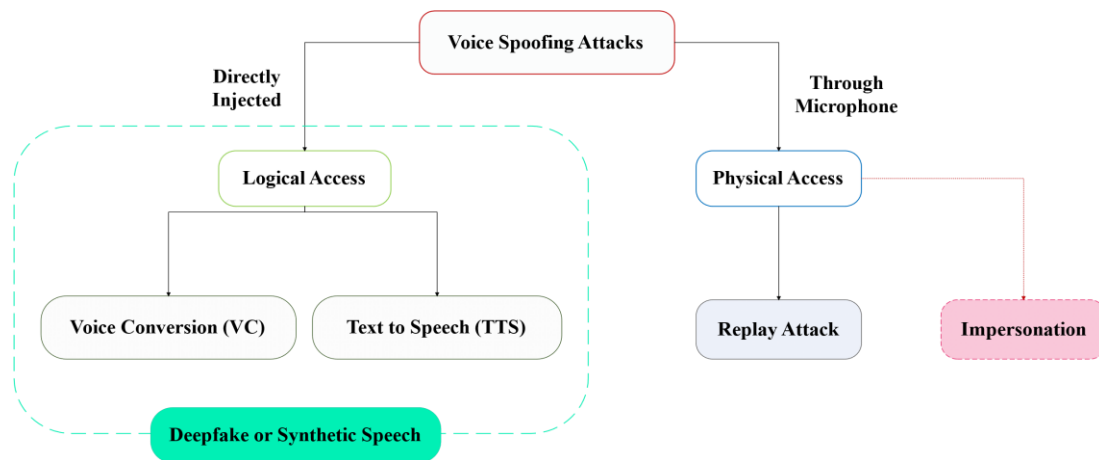 Voice Spoofing Attacks
Directly
Injected
Through
Microphone
Logical Access
Physical Access
Voice Conversion (VC)
Text to Speech (TTS)
Replay Attack
Impersonation
Deepfake or Synthetic Speech